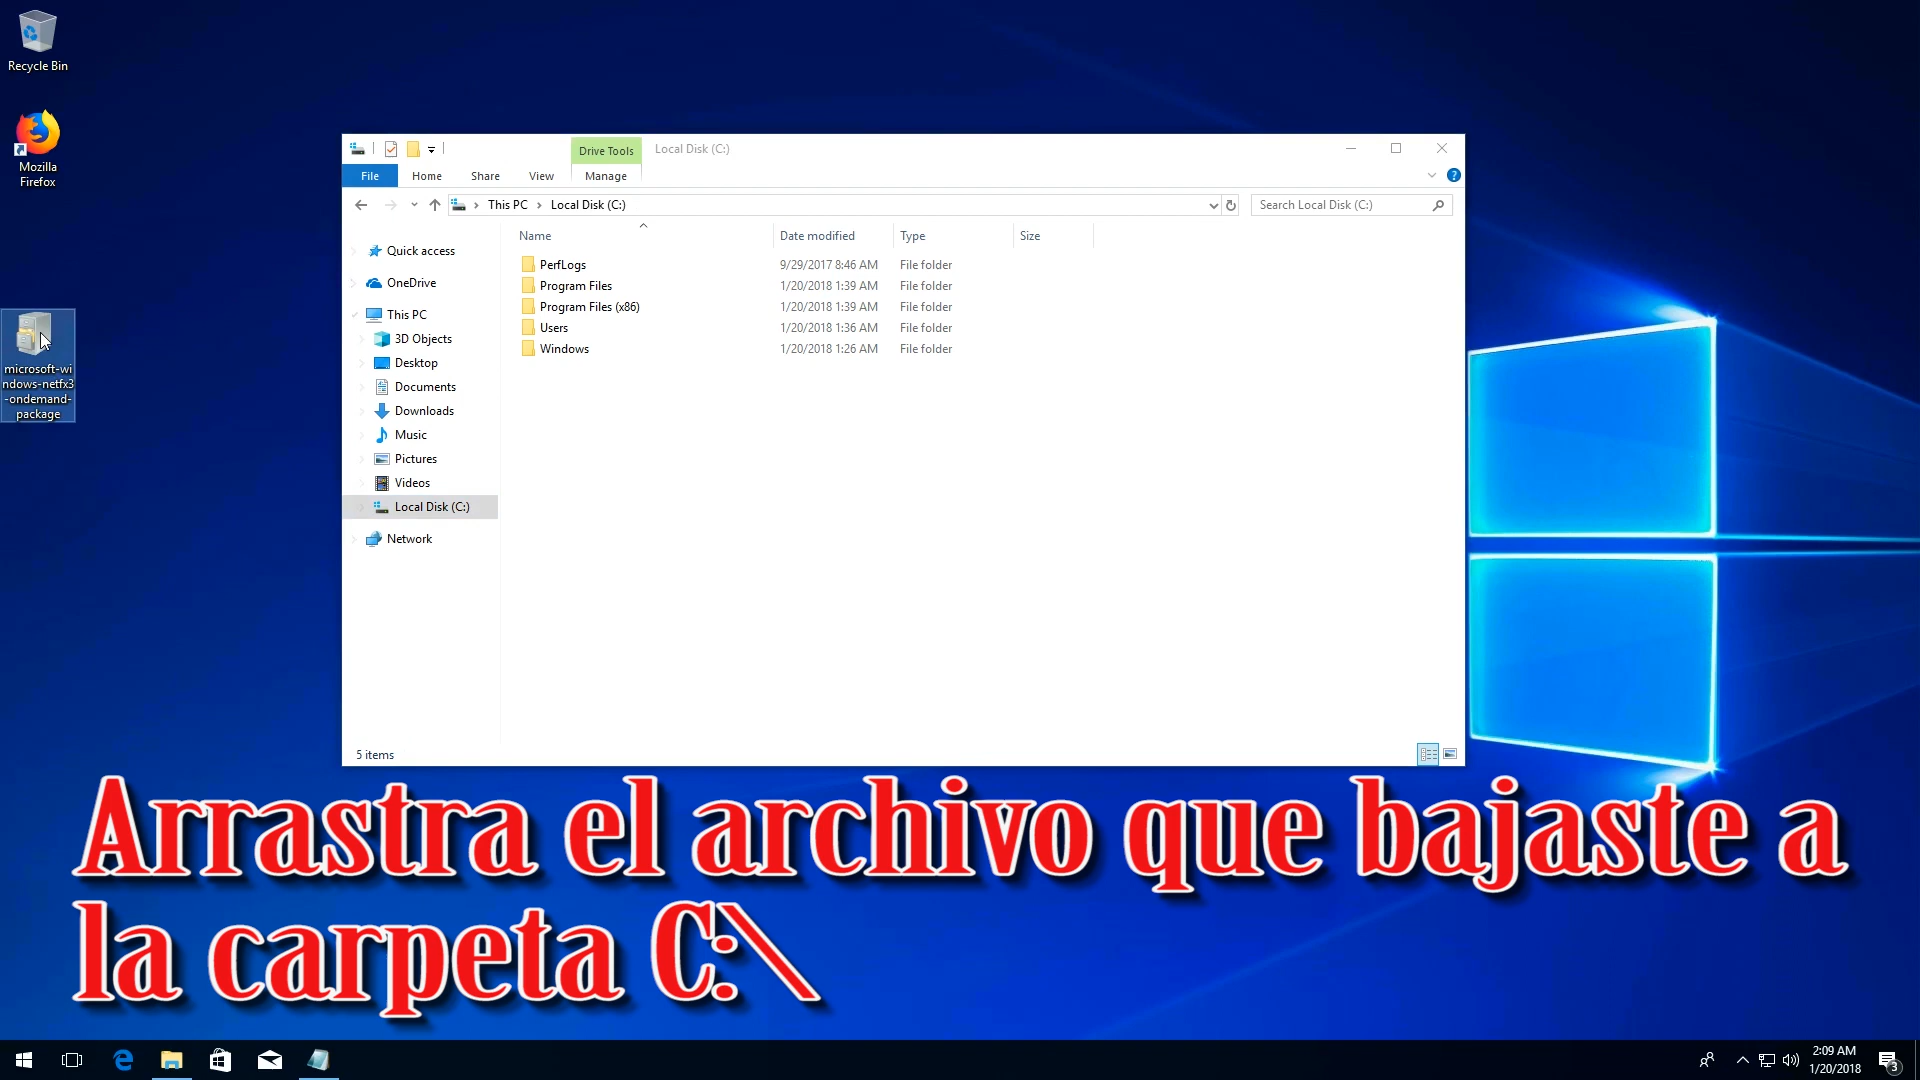 Recycle Bin
Mozilla
Firefox
microsoft-wi
ndows-netfx3
-ondemand-
package
Drive Tools
Local Disk (C:)
File
Home
Share
View
Manage
?
This PC > Local Disk (C:)
Search Local Disk (C:)
Name
Date modified
Type
Size
Quick access
OneDrive
This PC
3D Objects
Desktop
Documents
Downloads
Music
Pictures
Videos
Local Disk (C:)
Network
PerfLogs 9/29/2017 8:46 AM File folder
Program Files 1/20/2018 1:39 AM File folder
Program Files (x86) 1/20/2018 1:39 AM File folder
Users 1/20/2018 1:36 AM File folder
Windows 1/20/2018 1:26 AM File folder
5 items
Arrastra el archivo que bajaste a
la carpeta C:\
2:09 AM
1/20/2018
3